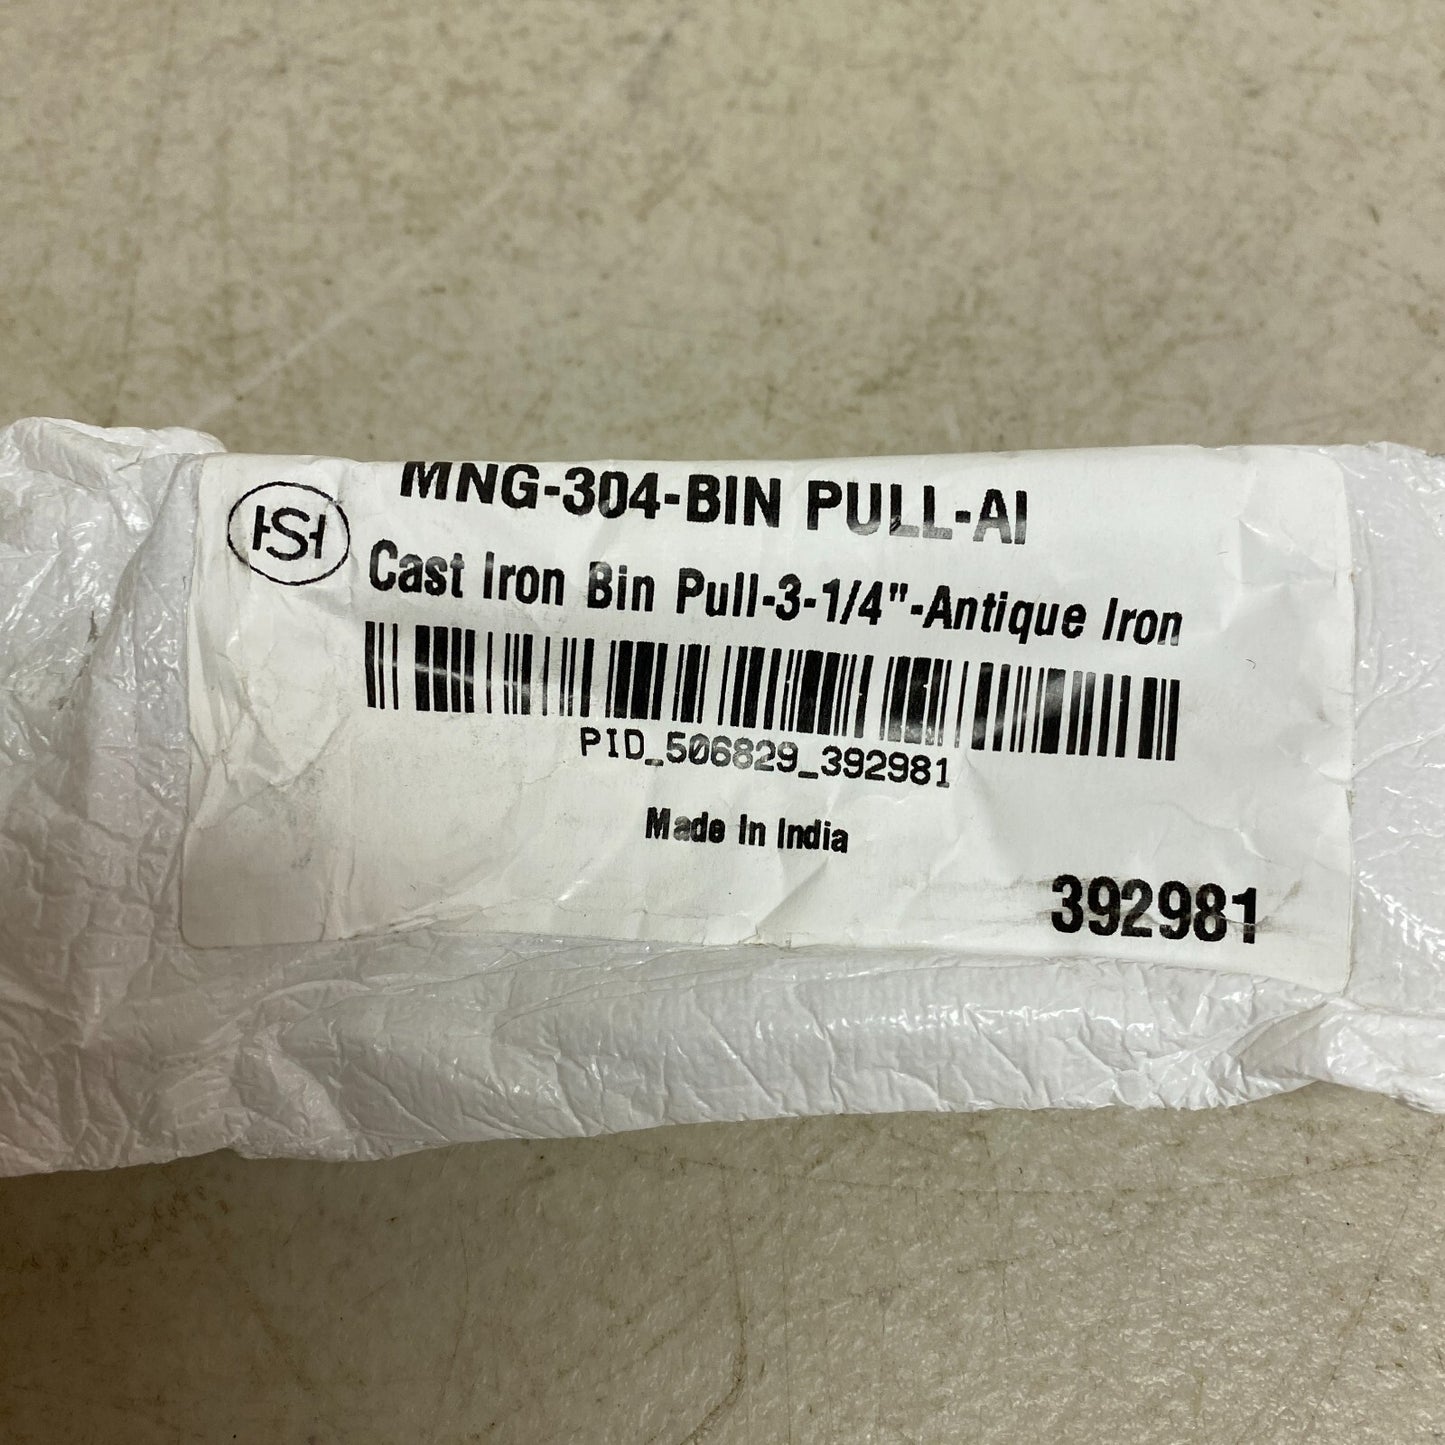 MNG-304-BIN PULL-AI
HSH
Cast Iron Bin Pull-3-1/4"-Antique Iron
PID_506829_392981
Made In India
392981